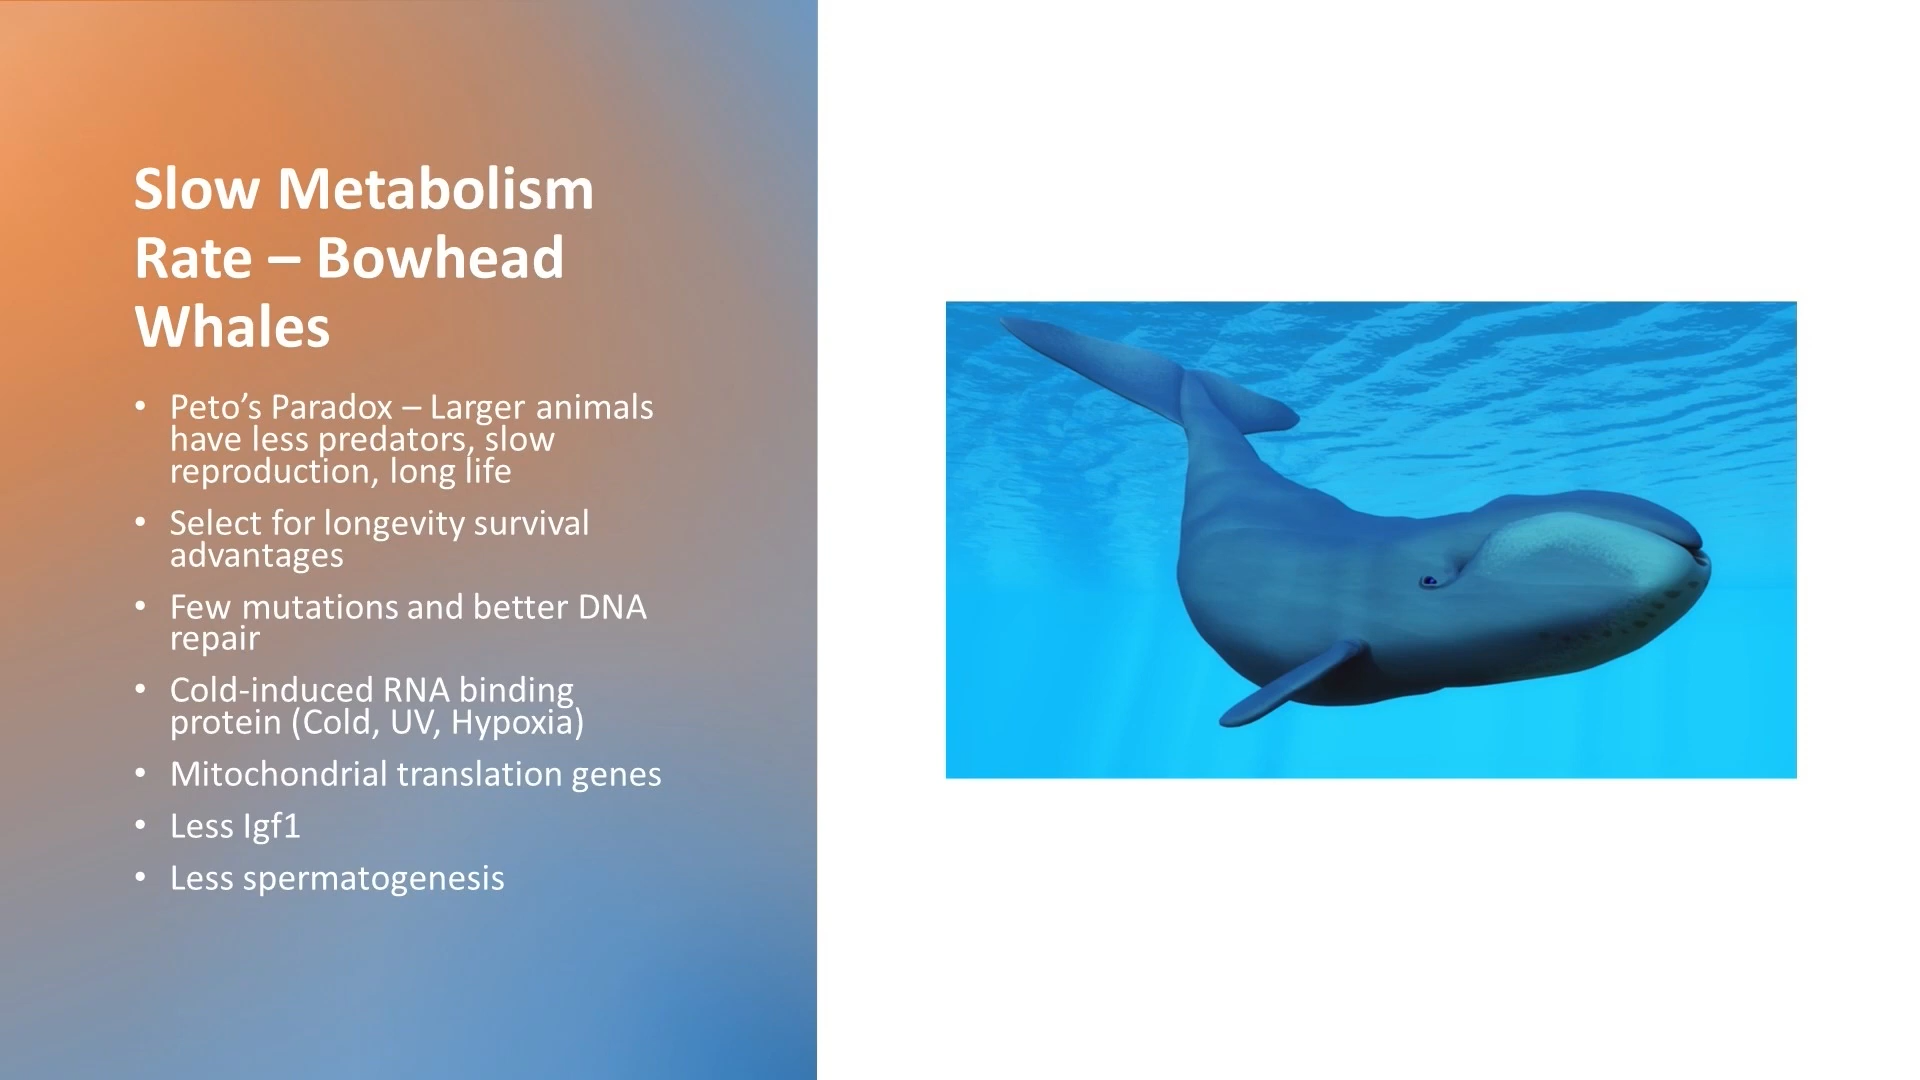 Slow Metabolism
Rate – Bowhead
Whales
• Peto’s Paradox – Larger animals
have less predators, slow
reproduction, long life
• Select for longevity survival
advantages
• Few mutations and better DNA
repair
• Cold-induced RNA binding
protein (Cold, UV, Hypoxia)
• Mitochondrial translation genes
• Less Igf1
• Less spermatogenesis